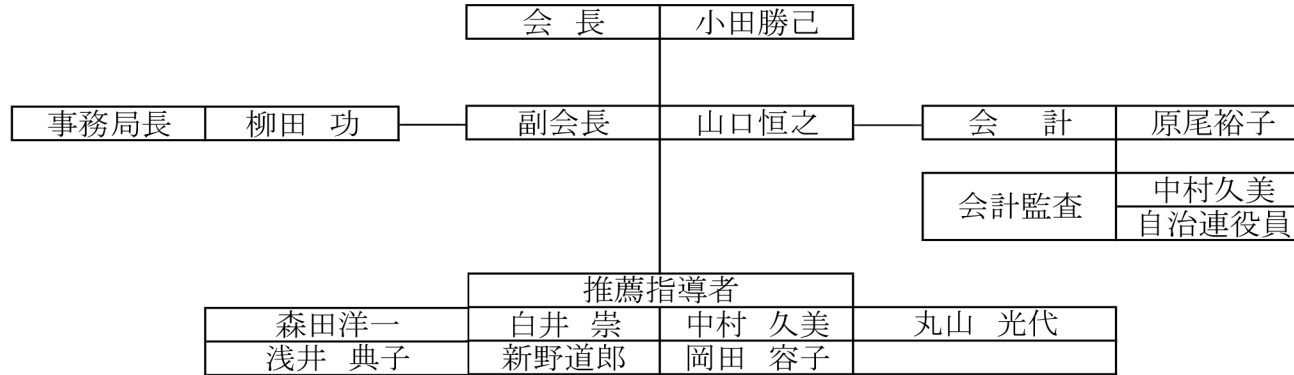 会 長 小田勝己
事務局長 柳田 功 副会長 山口恒之 会 計 原尾裕子
会計監査 中村久美
自治連役員
推薦指導者
森田洋一 白井 崇 中村 久美 丸山 光代
浅井 典子 新野道郎 岡田 容子